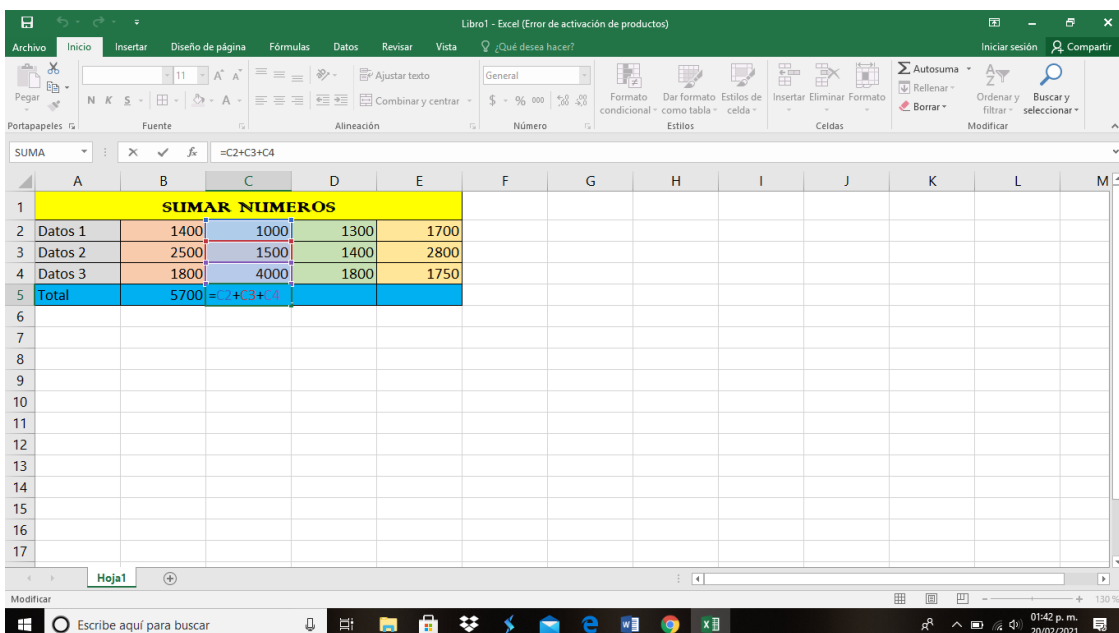 Libro1 - Excel (Error de activación de productos)
Archivo Inicio Insertar Diseño de página Fórmulas Datos Revisar Vista ¿Qué desea hacer? Iniciar sesión Compartir
Pegar
11 A A Ajustar texto General
N K S A Combinar y centrar $ % 000
Formato condicional Dar formato como tabla Estilos de celda
Insertar Eliminar Formato
Autosuma
Rellenar
Borrar
Ordenar y filtrar Buscar y seleccionar
Portapapeles Fuente Alineación Número Estilos Celdas Modificar
SUMA fx =C2+C3+C4
A B C D E F G H I J K L M
1 SUMAR NUMEROS
2 Datos 1 1400 1000 1300 1700
3 Datos 2 2500 1500 1400 2800
4 Datos 3 1800 4000 1800 1750
5 Total 5700 =C2+C3+C4
6
7
8
9
10
11
12
13
14
15
16
17
Hoja1
Modificar 130 %
Escribe aquí para buscar 01:42 p. m.
20/02/2021